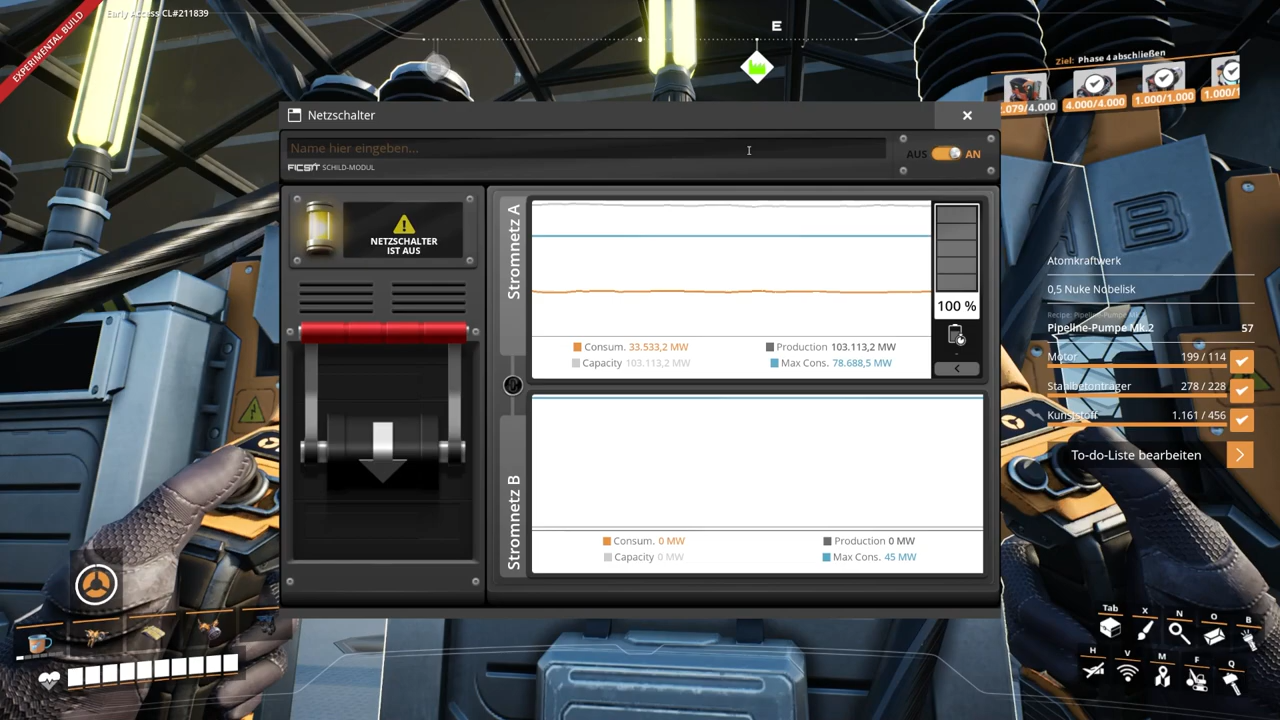 Early Access CL#211839
EXPERIMENTAL BUILD
E
Ziel: Phase 4 abschließen
.079/4.000
4.000/4.000
1.000/1.000
1.000/1
Netzschalter
Name hier eingeben...
FICSIT SCHILD-MODUL
AUS AN
NETZSCHALTER
IST AUS
Stromnetz A
100 %
Consum. 33.533,2 MW
Production 103.113,2 MW
Capacity 103.113,2 MW
Max Cons. 78.688,5 MW
-
<
Stromnetz B
Consum. 0 MW
Production 0 MW
Capacity 0 MW
Max Cons. 45 MW
B
Atomkraftwerk
0,5 Nuke Nobelisk
Pipeline-Pumpe Mk.2 57
Motor 199 / 114
Stahlbetonträger 278 / 228
Kunststoff 1.161 / 456
To-do-Liste bearbeiten
Tab X N O B
H V M F Q